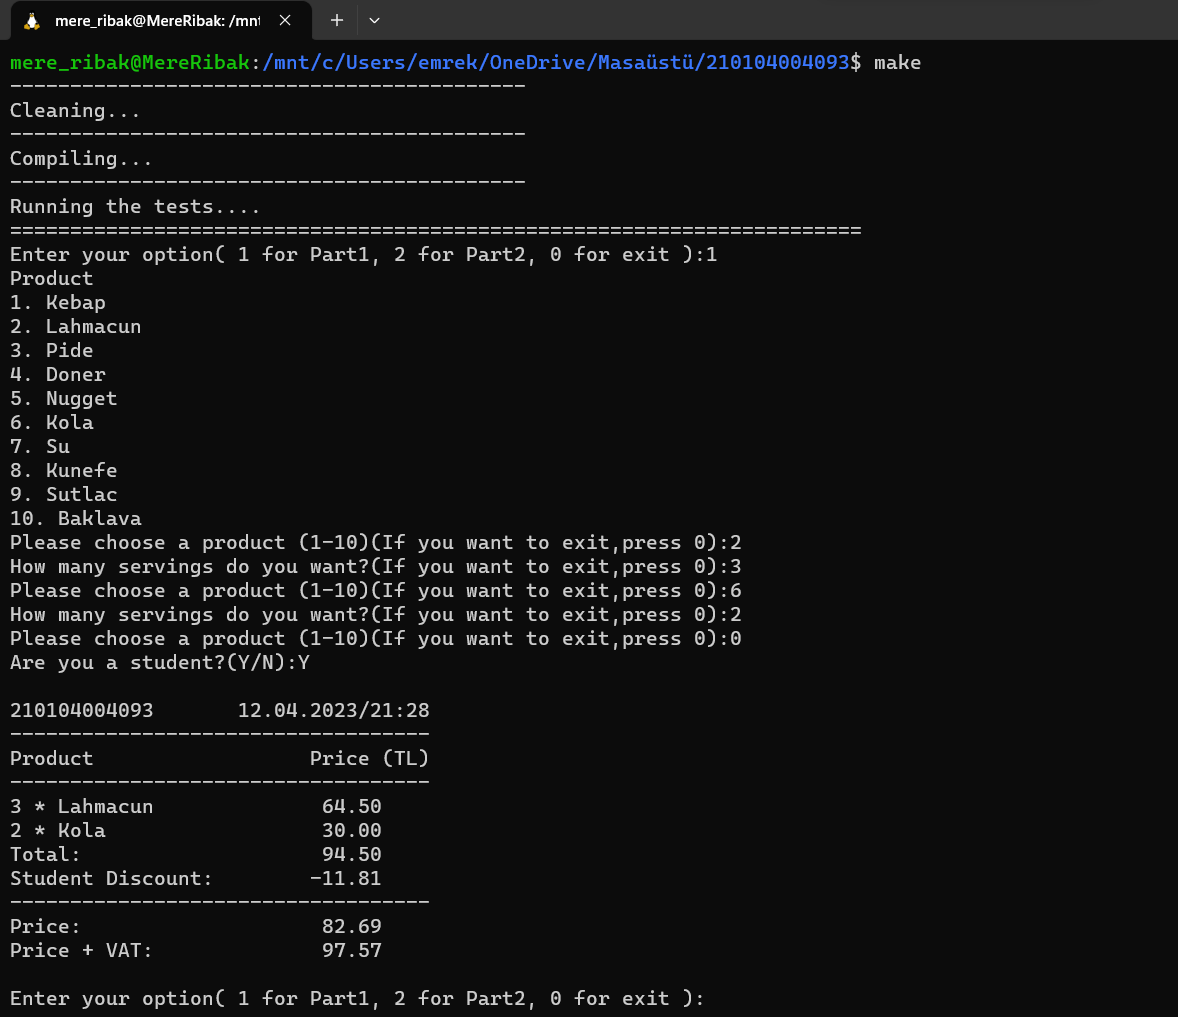 mere_ribak@MereRibak: /mnt
mere_ribak@MereRibak:/mnt/c/Users/emrek/OneDrive/Masaüstü/210104004093$ make
-------------------------------------------
Cleaning...
-------------------------------------------
Compiling...
-------------------------------------------
Running the tests....
=======================================================================
Enter your option( 1 for Part1, 2 for Part2, 0 for exit ):1
Product
1. Kebap
2. Lahmacun
3. Pide
4. Doner
5. Nugget
6. Kola
7. Su
8. Kunefe
9. Sutlac
10. Baklava
Please choose a product (1-10)(If you want to exit,press 0):2
How many servings do you want?(If you want to exit,press 0):3
Please choose a product (1-10)(If you want to exit,press 0):6
How many servings do you want?(If you want to exit,press 0):2
Please choose a product (1-10)(If you want to exit,press 0):0
Are you a student?(Y/N):Y
210104004093       12.04.2023/21:28
-----------------------------------
Product                  Price (TL)
-----------------------------------
3 * Lahmacun              64.50
2 * Kola                  30.00
Total:                    94.50
Student Discount:        -11.81
-----------------------------------
Price:                    82.69
Price + VAT:              97.57
Enter your option( 1 for Part1, 2 for Part2, 0 for exit ):